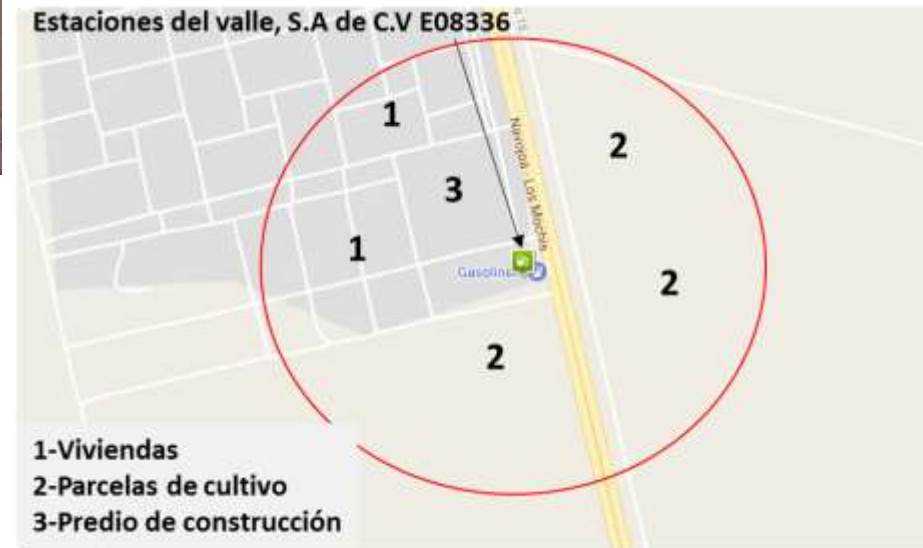 Estaciones del valle, S.A de C.V E08336
15
1
2
Navojoa - Los Mochis
3
1
2
2
1-Viviendas
2-Parcelas de cultivo
3-Predio de construcción